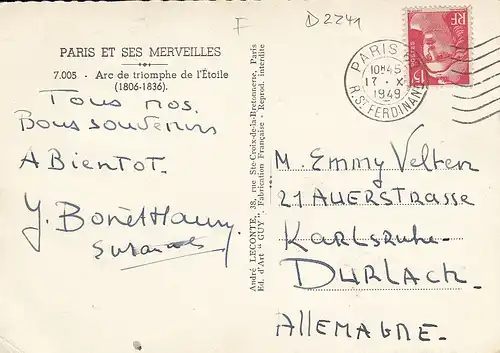 F
D 2241
PARIS ET SES MERVEILLES
7.005 - Arc de triomphe de l'Étoile
(1806-1836).
Tous nos
Bons souvenirs
A Bientot.
Y.
André LECONTE, 38, rue Ste-Croix-de-la-Bretonnerie, Paris
Ed. d'Art "GUY", Fabrication Française - Reprod. interdite
RF
15F
PARIS
10H45
17 - X
1949
R. ST FERDINAND
M. Emmy Velten
21 AUERSTRASSE
Karlsruhe-
DURLACH.
ALLEMAGNE.